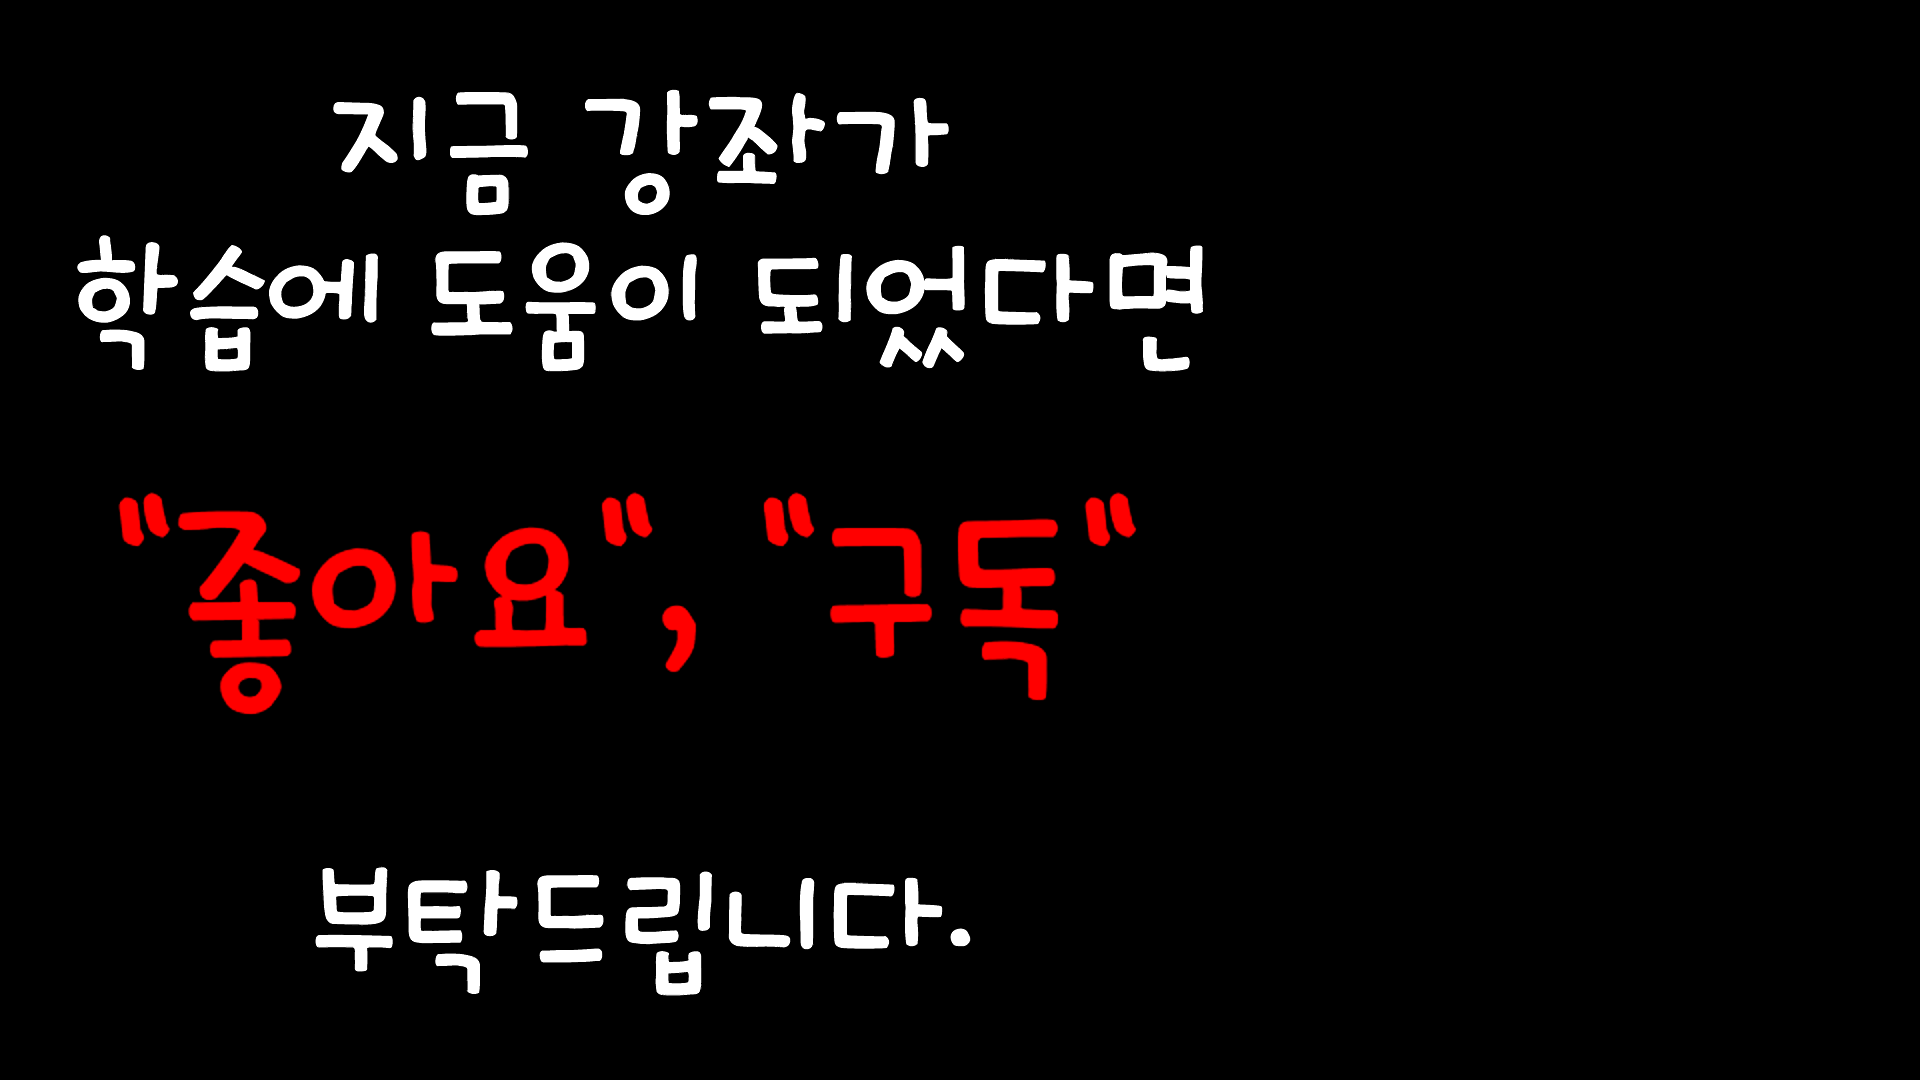 지금 강좌가
학습에 도움이 되었다면
"좋아요", "구독"
부탁드립니다.